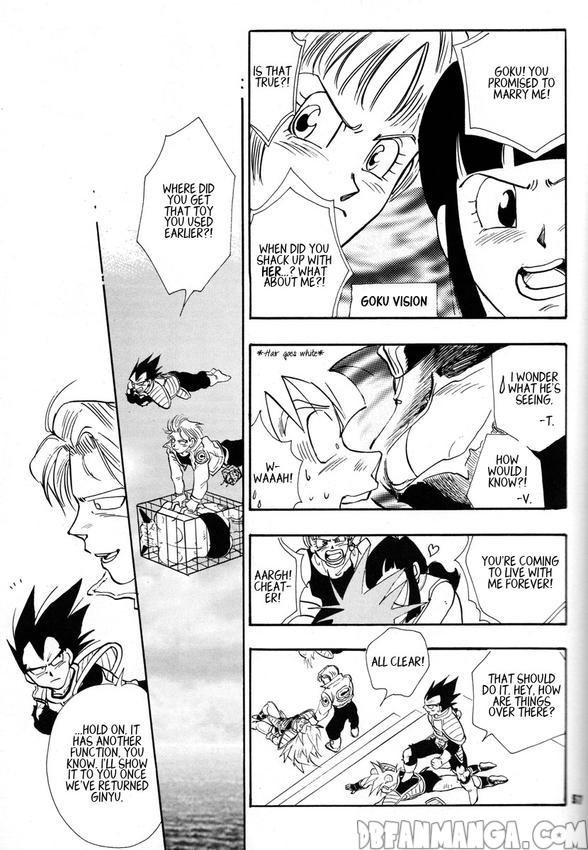 GOKU! YOU
PROMISED TO
MARRY ME!
IS THAT
TRUE?!
WHEN DID YOU
SHACK UP WITH
HER...? WHAT
ABOUT ME?!
GOKU VISION
*Hair goes white*
I WONDER
WHAT HE'S
SEEING.
-T.
HOW
WOULD I
KNOW?!
-V.
W-
WAAAH!
YOU'RE COMING
TO LIVE WITH
ME FOREVER!
AARGH!
CHEAT-
ER!
ALL CLEAR!
THAT SHOULD
DO IT. HEY, HOW
ARE THINGS
OVER THERE?
WHERE DID
YOU GET
THAT TOY
YOU USED
EARLIER?!
...HOLD ON. IT
HAS ANOTHER
FUNCTION, YOU
KNOW. I'LL SHOW
IT TO YOU ONCE
WE'VE RETURNED
GINYU.
DBFANMANGA.COM